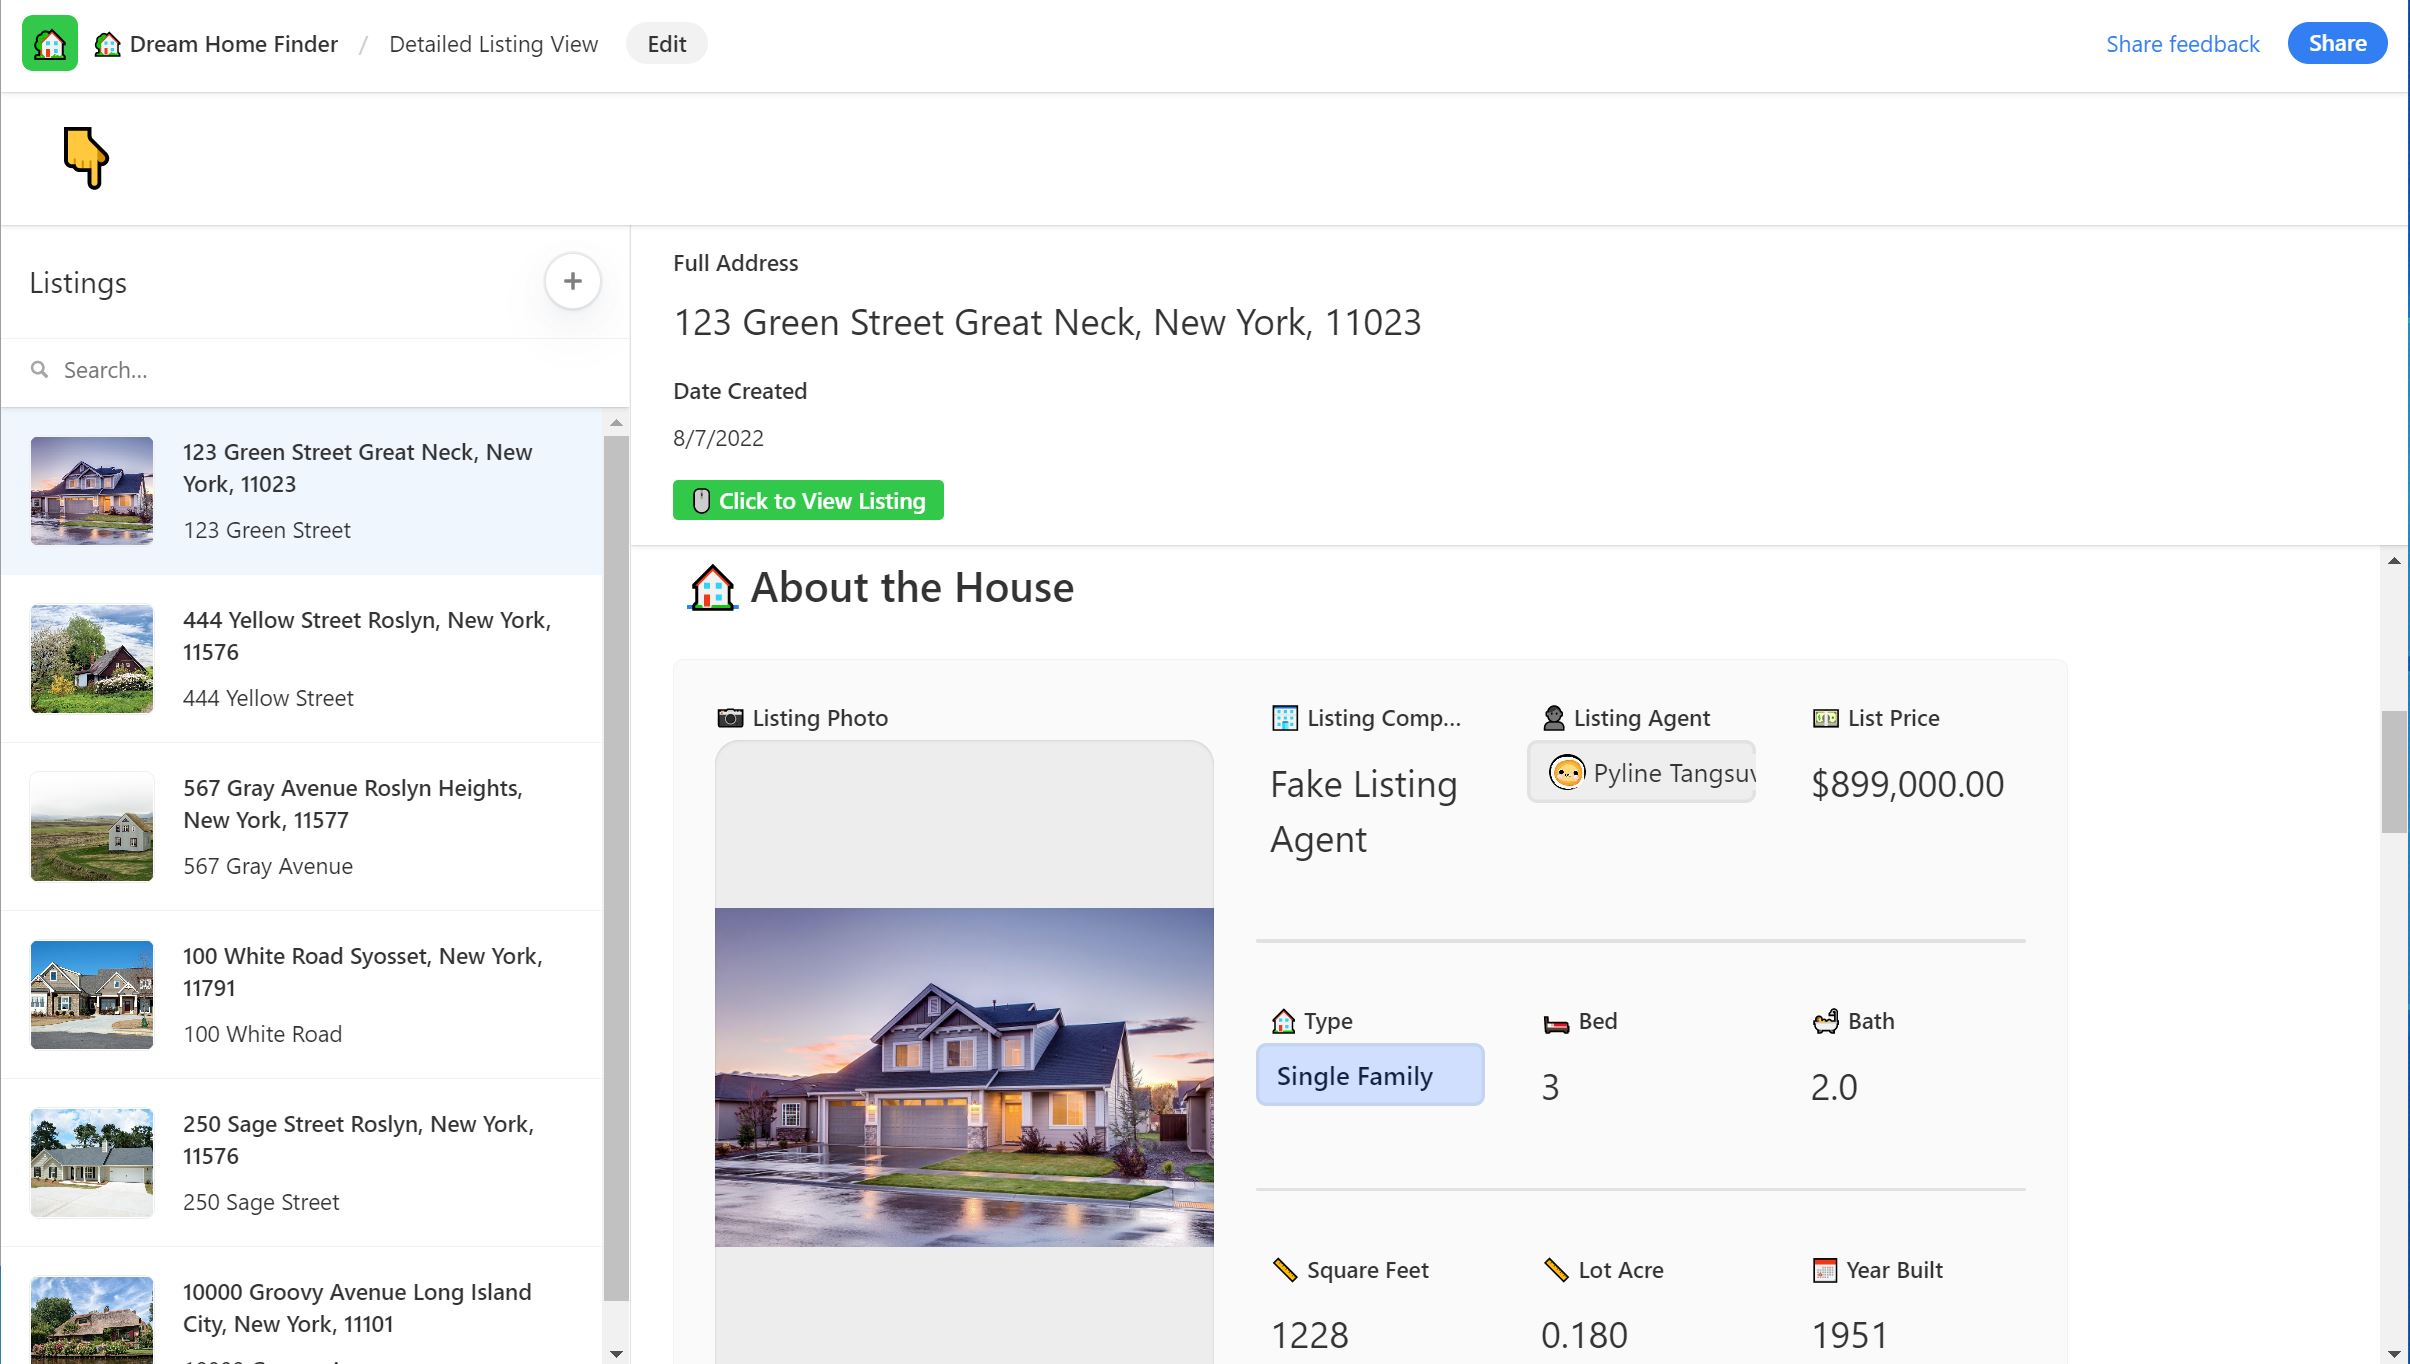 Dream Home Finder / Detailed Listing View Edit Share feedback Share
Listings
Search...
123 Green Street Great Neck, New
York, 11023
123 Green Street
444 Yellow Street Roslyn, New York,
11576
444 Yellow Street
567 Gray Avenue Roslyn Heights,
New York, 11577
567 Gray Avenue
100 White Road Syosset, New York,
11791
100 White Road
250 Sage Street Roslyn, New York,
11576
250 Sage Street
10000 Groovy Avenue Long Island
City, New York, 11101
Full Address
123 Green Street Great Neck, New York, 11023
Date Created
8/7/2022
Click to View Listing
About the House
Listing Photo
Listing Comp... Listing Agent List Price
Fake Listing
Agent
Pyline Tangsuv
$899,000.00
Type Bed Bath
Single Family 3 2.0
Square Feet Lot Acre Year Built
1228 0.180 1951